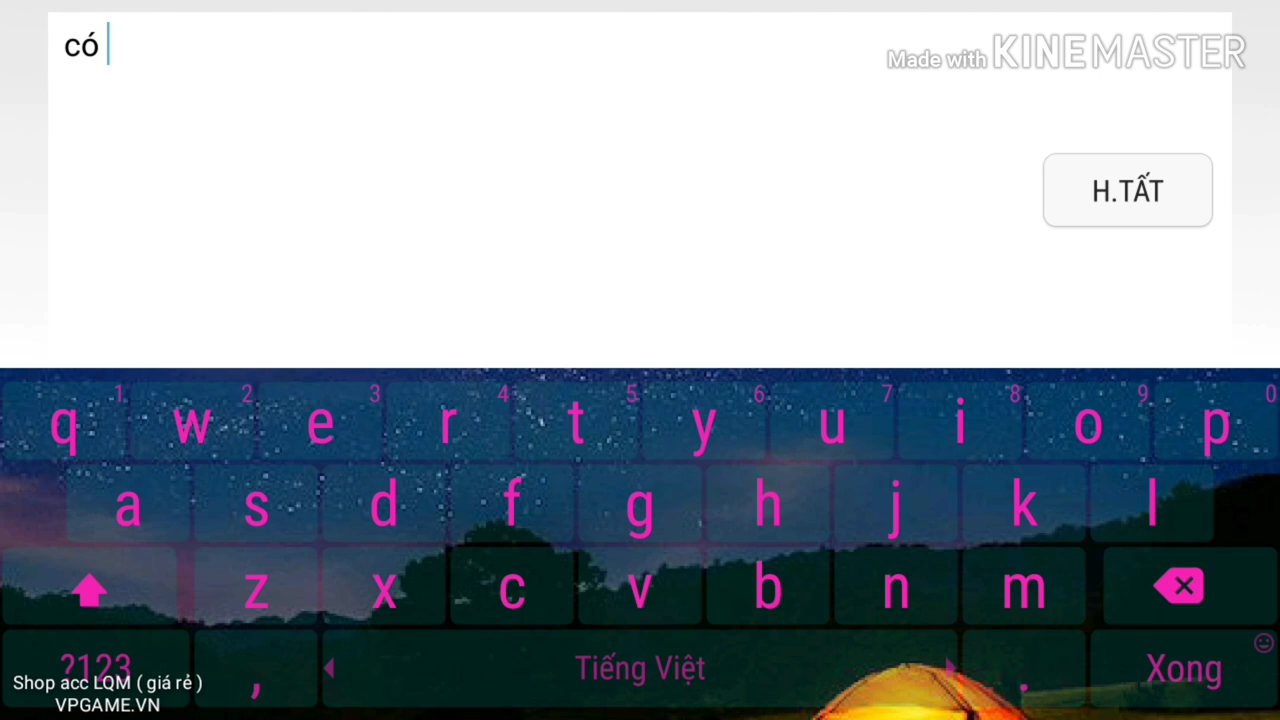 có
Made with KINEMASTER
H.TẤT
q 1 w 2 e 3 r 4 t 5 y 6 u 7 i 8 o 9 p 0
a s d f g h j k l
z x c v b n m
?123 , Tiếng Việt . Xong
Shop acc LQM ( giá rẻ )
VPGAME.VN